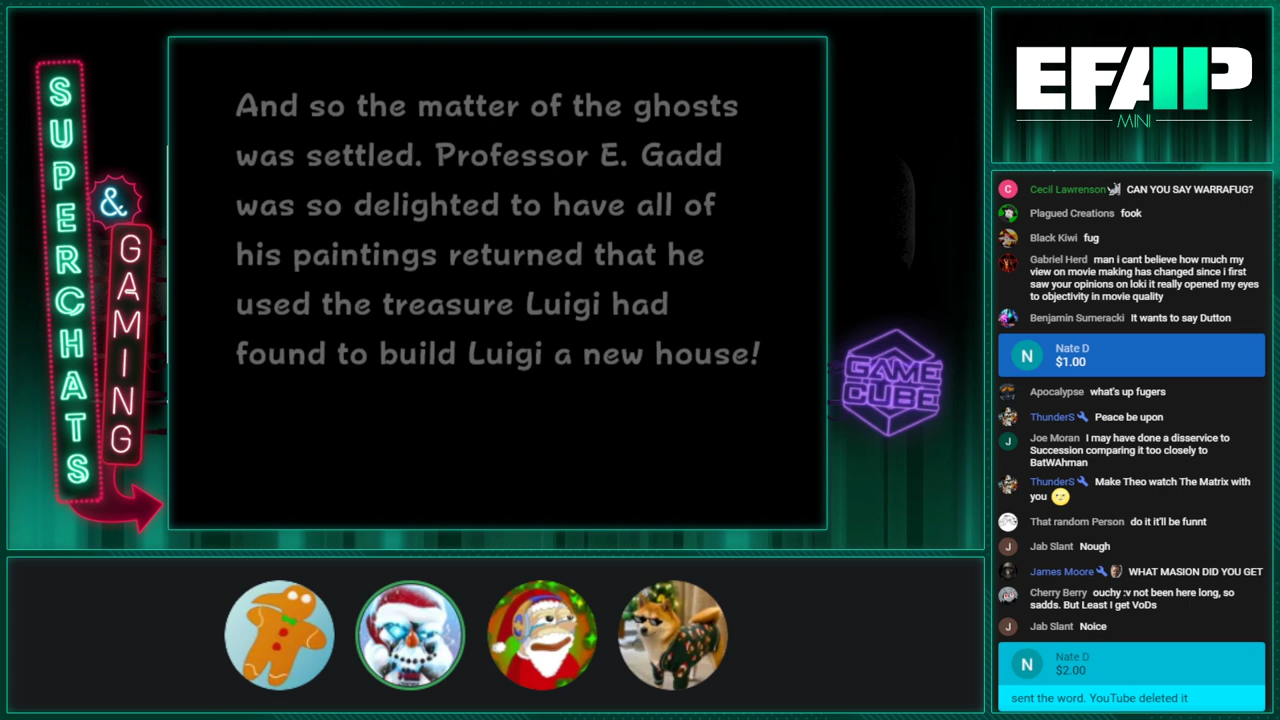 SUPERCHATS
&
GAMING
And so the matter of the ghosts
was settled. Professor E. Gadd
was so delighted to have all of
his paintings returned that he
used the treasure Luigi had
found to build Luigi a new house!
GAME
CUBE
EFAP
MINI
C Cecil Lawrenson CAN YOU SAY WARRAFUG?
Plagued Creations fook
Black Kiwi fug
Gabriel Herd man i cant believe how much my
view on movie making has changed since i first
saw your opinions on loki it really opened my eyes
to objectivity in movie quality
Benjamin Sumeracki It wants to say Dutton
N Nate D
$1.00
Apocalypse what's up fugers
ThunderS Peace be upon
J Joe Moran I may have done a disservice to
Succession comparing it too closely to
BatWAhman
ThunderS Make Theo watch The Matrix with
you
That random Person do it it'll be funnt
J Jab Slant Nough
James Moore WHAT MASION DID YOU GET
Cherry Berry ouchy :v not been here long, so
sadds. But Least I get VoDs
J Jab Slant Noice
N Nate D
$2.00
sent the word. YouTube deleted it